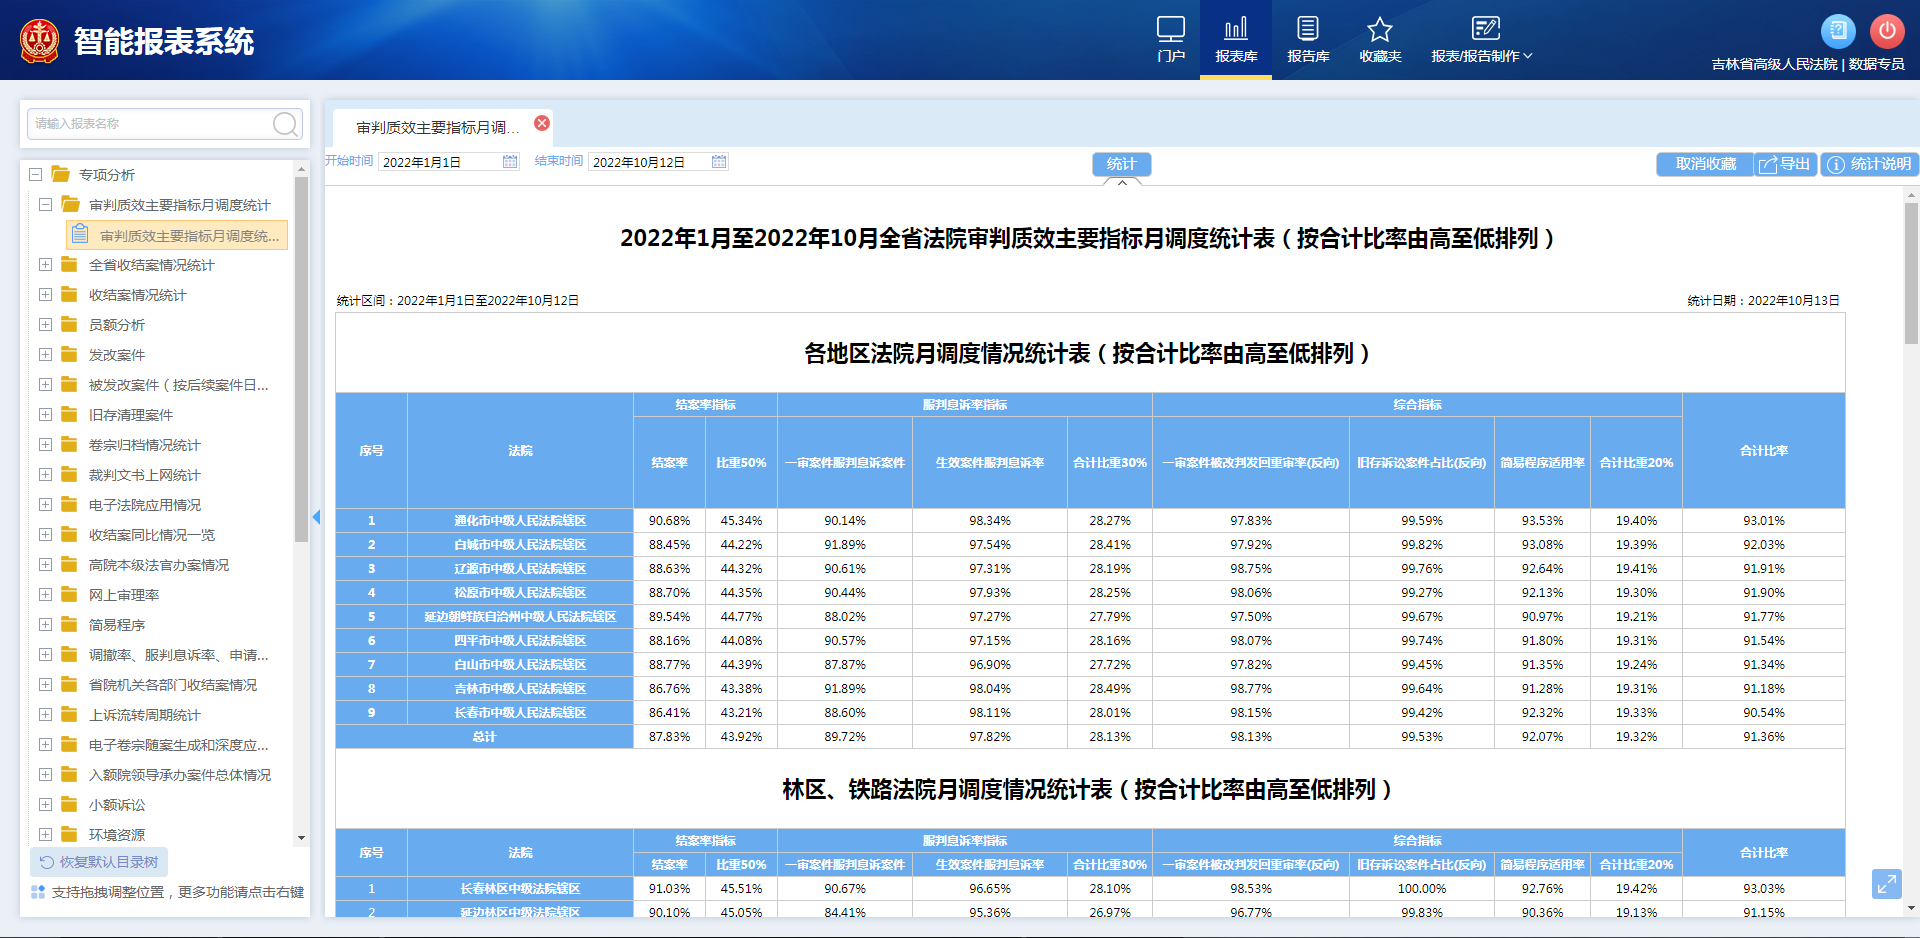 智能报表系统
门户
报表库
报告库
收藏夹
报表/报告制作
吉林省高级人民法院 | 数据专员
请输入报表名称
专项分析
审判质效主要指标月调度统计
审判质效主要指标月调度统...
全省收结案情况统计
收结案情况统计
员额分析
发改案件
被发改案件（按后续案件日...
旧存清理案件
卷宗归档情况统计
裁判文书上网统计
电子法院应用情况
收结案同比情况一览
高院本级法官办案情况
网上审理率
简易程序
调撤率、服判息诉率、申请...
省院机关各部门收结案情况
上诉流转周期统计
电子卷宗随案生成和深度应...
入额院领导承办案件总体情况
小额诉讼
环境资源
恢复默认目录树
支持拖拽调整位置，更多功能请点击右键
审判质效主要指标月调...
开始时间 2022年1月1日 结束时间 2022年10月12日 统计 取消收藏 导出 统计说明
2022年1月至2022年10月全省法院审判质效主要指标月调度统计表（按合计比率由高至低排列）
统计区间：2022年1月1日至2022年10月12日 统计日期：2022年10月13日
各地区法院月调度情况统计表（按合计比率由高至低排列）
序号 法院 结案率指标 服判息诉率指标 综合指标 合计比率
结案率 比重50% 一审案件服判息诉案件 生效案件服判息诉率 合计比重30% 一审案件被改判发回重审率(反向) 旧存诉讼案件占比(反向) 简易程序适用率 合计比重20%
1 通化市中级人民法院辖区 90.68% 45.34% 90.14% 98.34% 28.27% 97.83% 99.59% 93.53% 19.40% 93.01%
2 白城市中级人民法院辖区 88.45% 44.22% 91.89% 97.54% 28.41% 97.92% 99.82% 93.08% 19.39% 92.03%
3 辽源市中级人民法院辖区 88.63% 44.32% 90.61% 97.31% 28.19% 98.75% 99.76% 92.64% 19.41% 91.91%
4 松原市中级人民法院辖区 88.70% 44.35% 90.44% 97.93% 28.25% 98.06% 99.27% 92.13% 19.30% 91.90%
5 延边朝鲜族自治州中级人民法院辖区 89.54% 44.77% 88.02% 97.27% 27.79% 97.50% 99.67% 90.97% 19.21% 91.77%
6 四平市中级人民法院辖区 88.16% 44.08% 90.57% 97.15% 28.16% 98.07% 99.74% 91.80% 19.31% 91.54%
7 白山市中级人民法院辖区 88.77% 44.39% 87.87% 96.90% 27.72% 97.82% 99.45% 91.35% 19.24% 91.34%
8 吉林市中级人民法院辖区 86.76% 43.38% 91.89% 98.04% 28.49% 98.77% 99.64% 91.28% 19.31% 91.18%
9 长春市中级人民法院辖区 86.41% 43.21% 88.60% 98.11% 28.01% 98.15% 99.42% 92.32% 19.33% 90.54%
总计 87.83% 43.92% 89.72% 97.82% 28.13% 98.13% 99.53% 92.07% 19.32% 91.36%
林区、铁路法院月调度情况统计表（按合计比率由高至低排列）
序号 法院 结案率指标 服判息诉率指标 综合指标 合计比率
结案率 比重50% 一审案件服判息诉案件 生效案件服判息诉率 合计比重30% 一审案件被改判发回重审率(反向) 旧存诉讼案件占比(反向) 简易程序适用率 合计比重20%
1 长春林区中级法院辖区 91.03% 45.51% 90.67% 96.65% 28.10% 98.53% 100.00% 92.76% 19.42% 93.03%
2 延边林区中级法院辖区 90.10% 45.05% 84.41% 95.36% 26.97% 96.77% 99.83% 90.36% 19.13% 91.15%